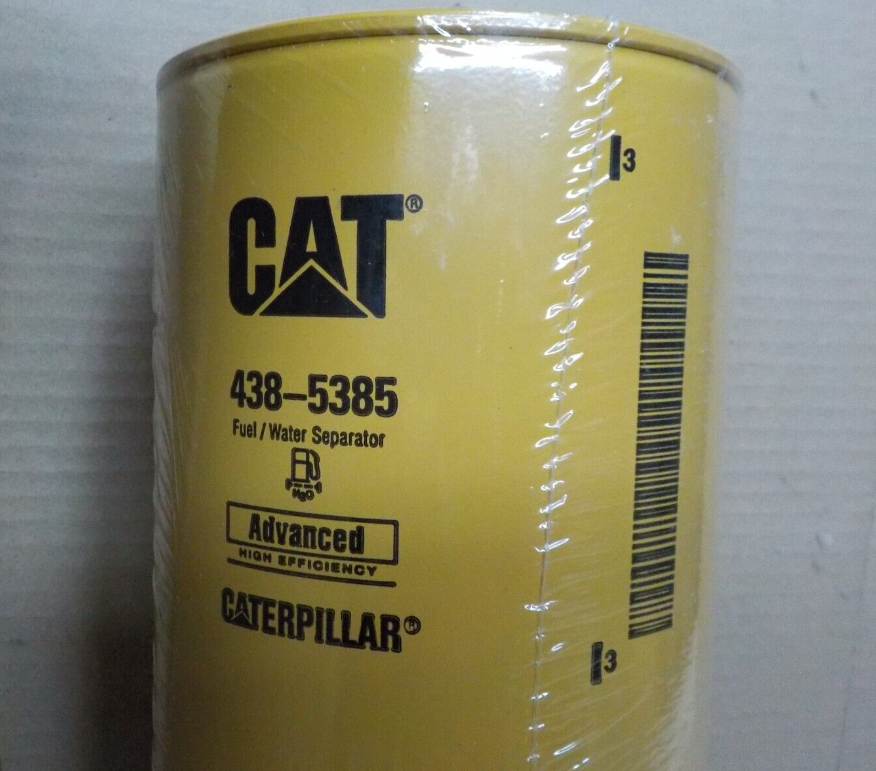 CAT®
438-5385
Fuel / Water Separator
H₂O
Advanced
HIGH EFFICIENCY
CATERPILLAR®
3
3